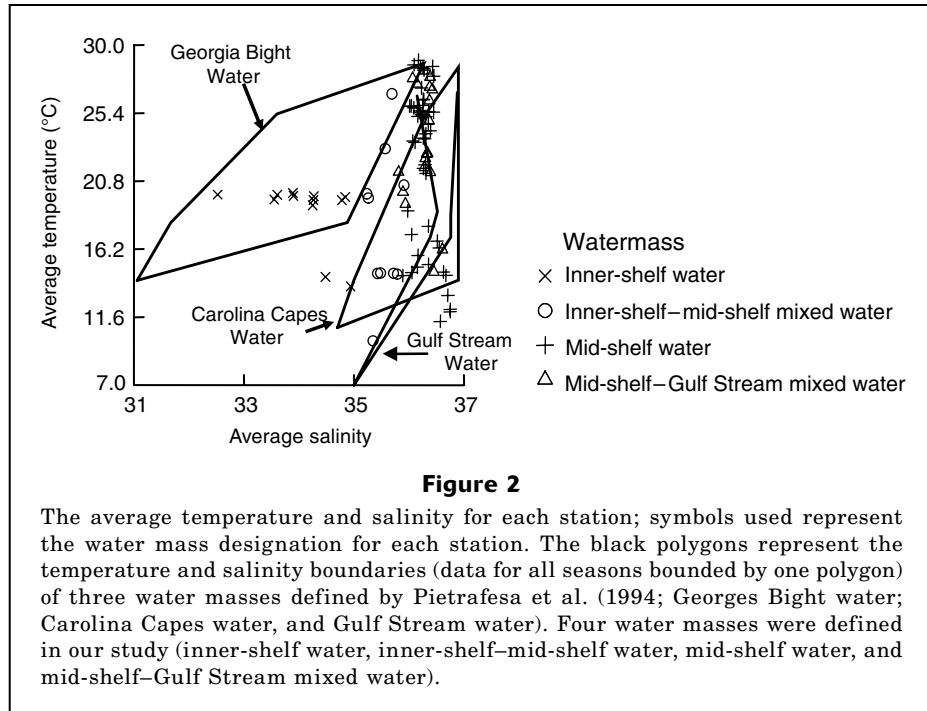 30.0
Georgia Bight
Water
25.4
20.8
16.2
11.6
7.0
Average temperature (°C)
Carolina Capes
Water
Gulf Stream
Water
31
33
35
37
Average salinity
Watermass
Inner-shelf water
Inner-shelf–mid-shelf mixed water
Mid-shelf water
Mid-shelf–Gulf Stream mixed water
Figure 2
The average temperature and salinity for each station; symbols used represent
the water mass designation for each station. The black polygons represent the
temperature and salinity boundaries (data for all seasons bounded by one polygon)
of three water masses defined by Pietrafesa et al. (1994; Georges Bight water;
Carolina Capes water, and Gulf Stream water). Four water masses were defined
in our study (inner-shelf water, inner-shelf–mid-shelf water, mid-shelf water, and
mid-shelf–Gulf Stream mixed water).